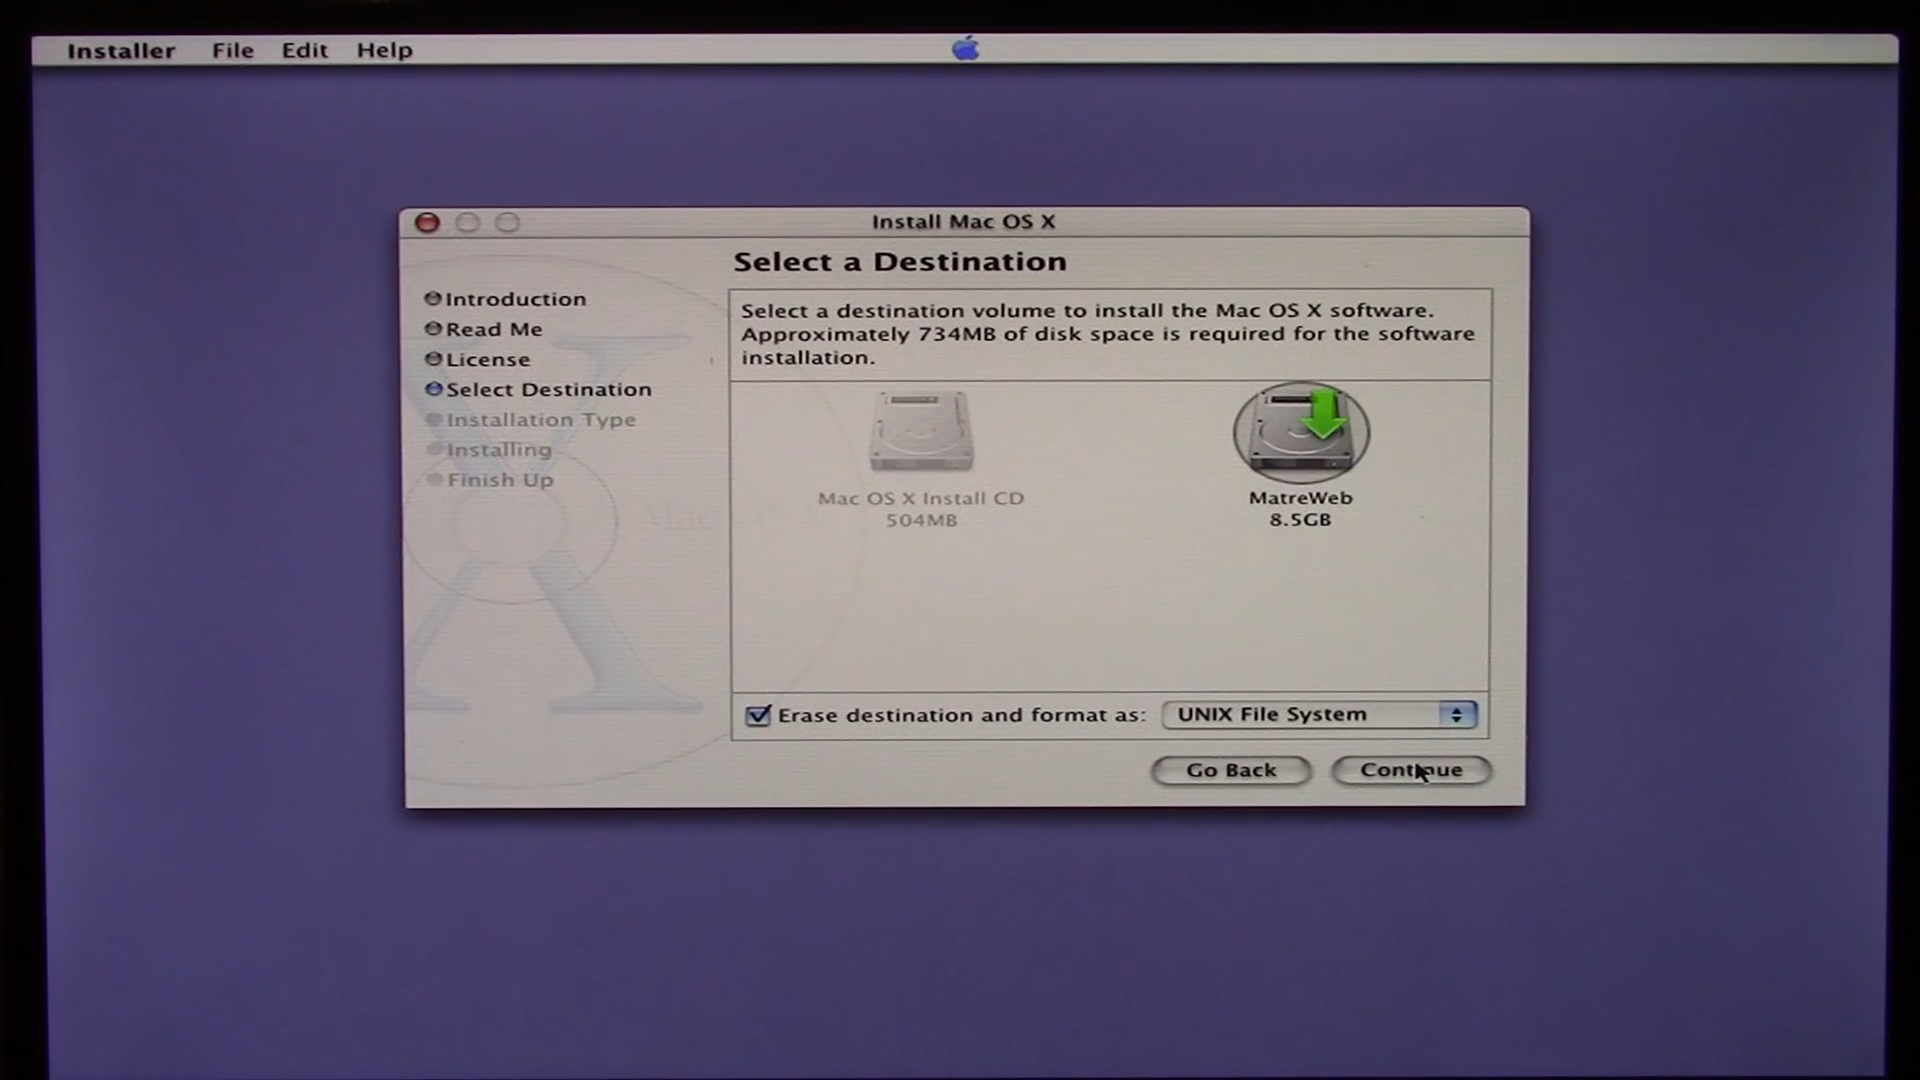 Installer File Edit Help
Install Mac OS X
Select a Destination
Introduction
Read Me
License
Select Destination
Installation Type
Installing
Finish Up
Select a destination volume to install the Mac OS X software.
Approximately 734MB of disk space is required for the software
installation.
Mac OS X Install CD
504MB
MatreWeb
8.5GB
Erase destination and format as: UNIX File System
Go Back Continue